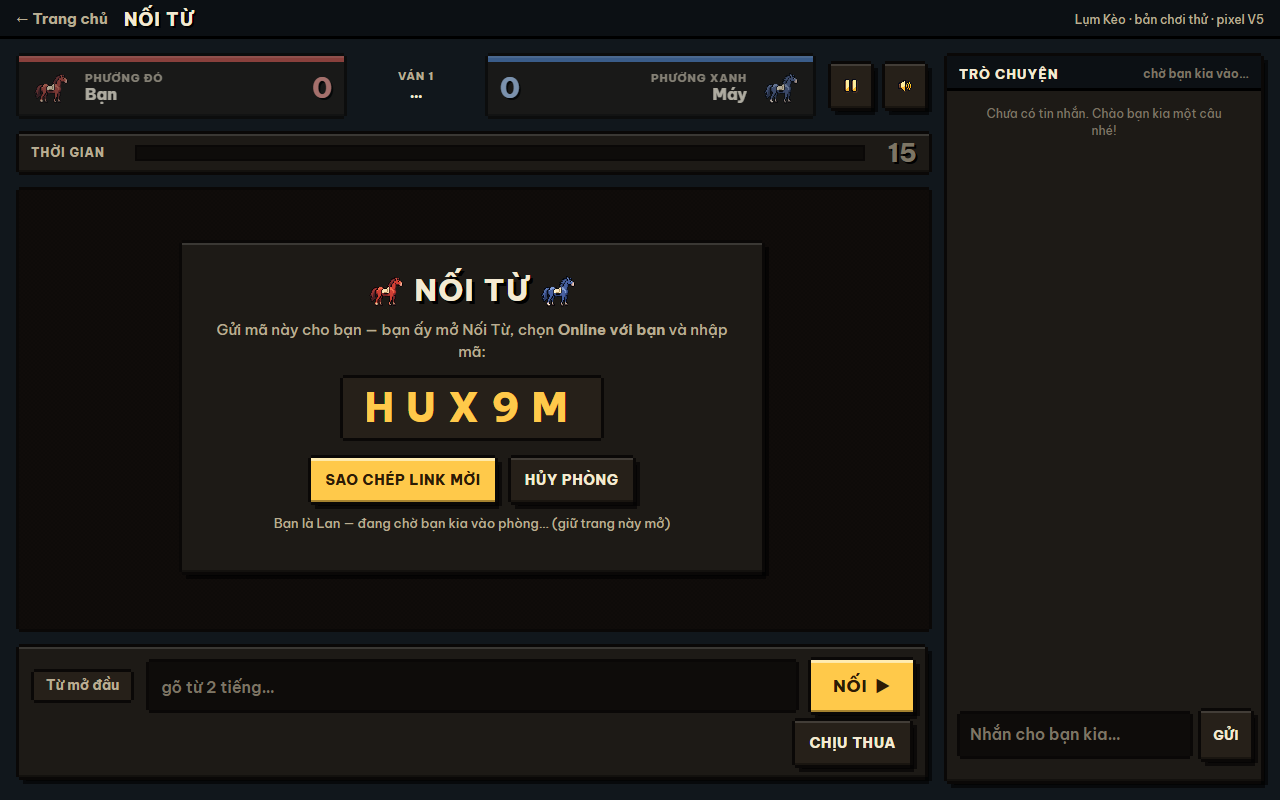 ← Trang chủ NỐI TỪ
Lụm Kèo · bản chơi thử · pixel V5
PHƯƠNG ĐỎ
Bạn
0
VÁN 1
...
0
PHƯƠNG XANH
Máy
THỜI GIAN
15
NỐI TỪ
Gửi mã này cho bạn — bạn ấy mở Nối Từ, chọn Online với bạn và nhập
mã:
HUX9M
SAO CHÉP LINK MỜI
HỦY PHÒNG
Bạn là Lan — đang chờ bạn kia vào phòng... (giữ trang này mở)
Từ mở đầu
gõ từ 2 tiếng...
NỐI ▶
CHỊU THUA
TRÒ CHUYỆN
chờ bạn kia vào...
Chưa có tin nhắn. Chào bạn kia một câu
nhé!
Nhắn cho bạn kia...
GỬI